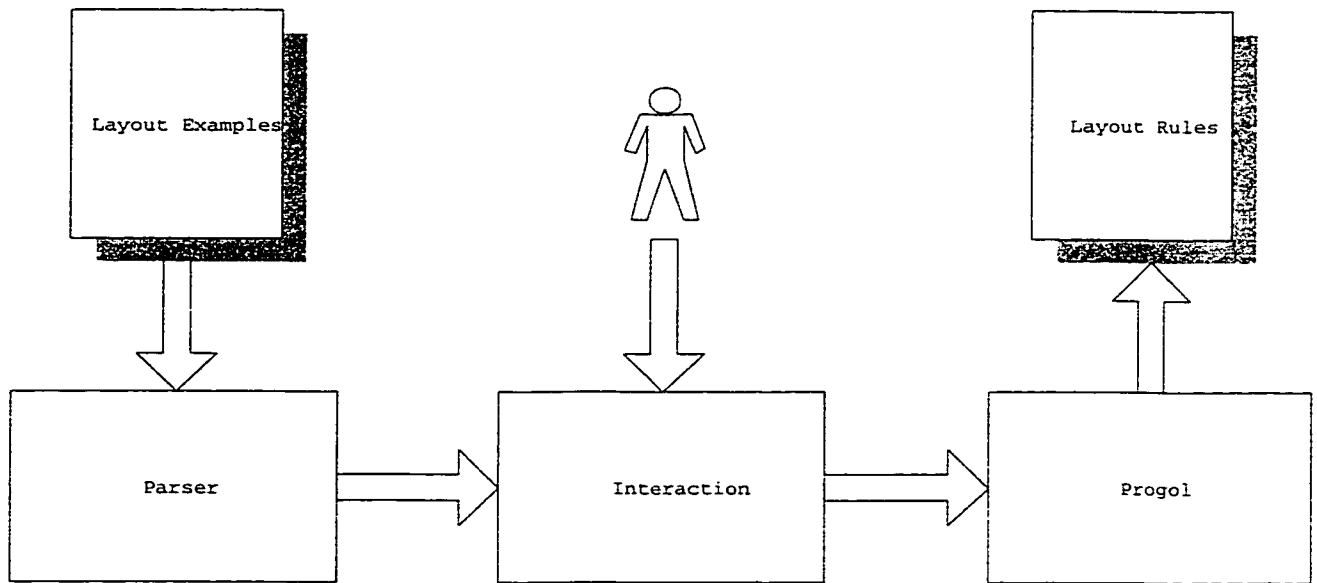 Layout Examples
Layout Rules
Parser
Interaction
Progol